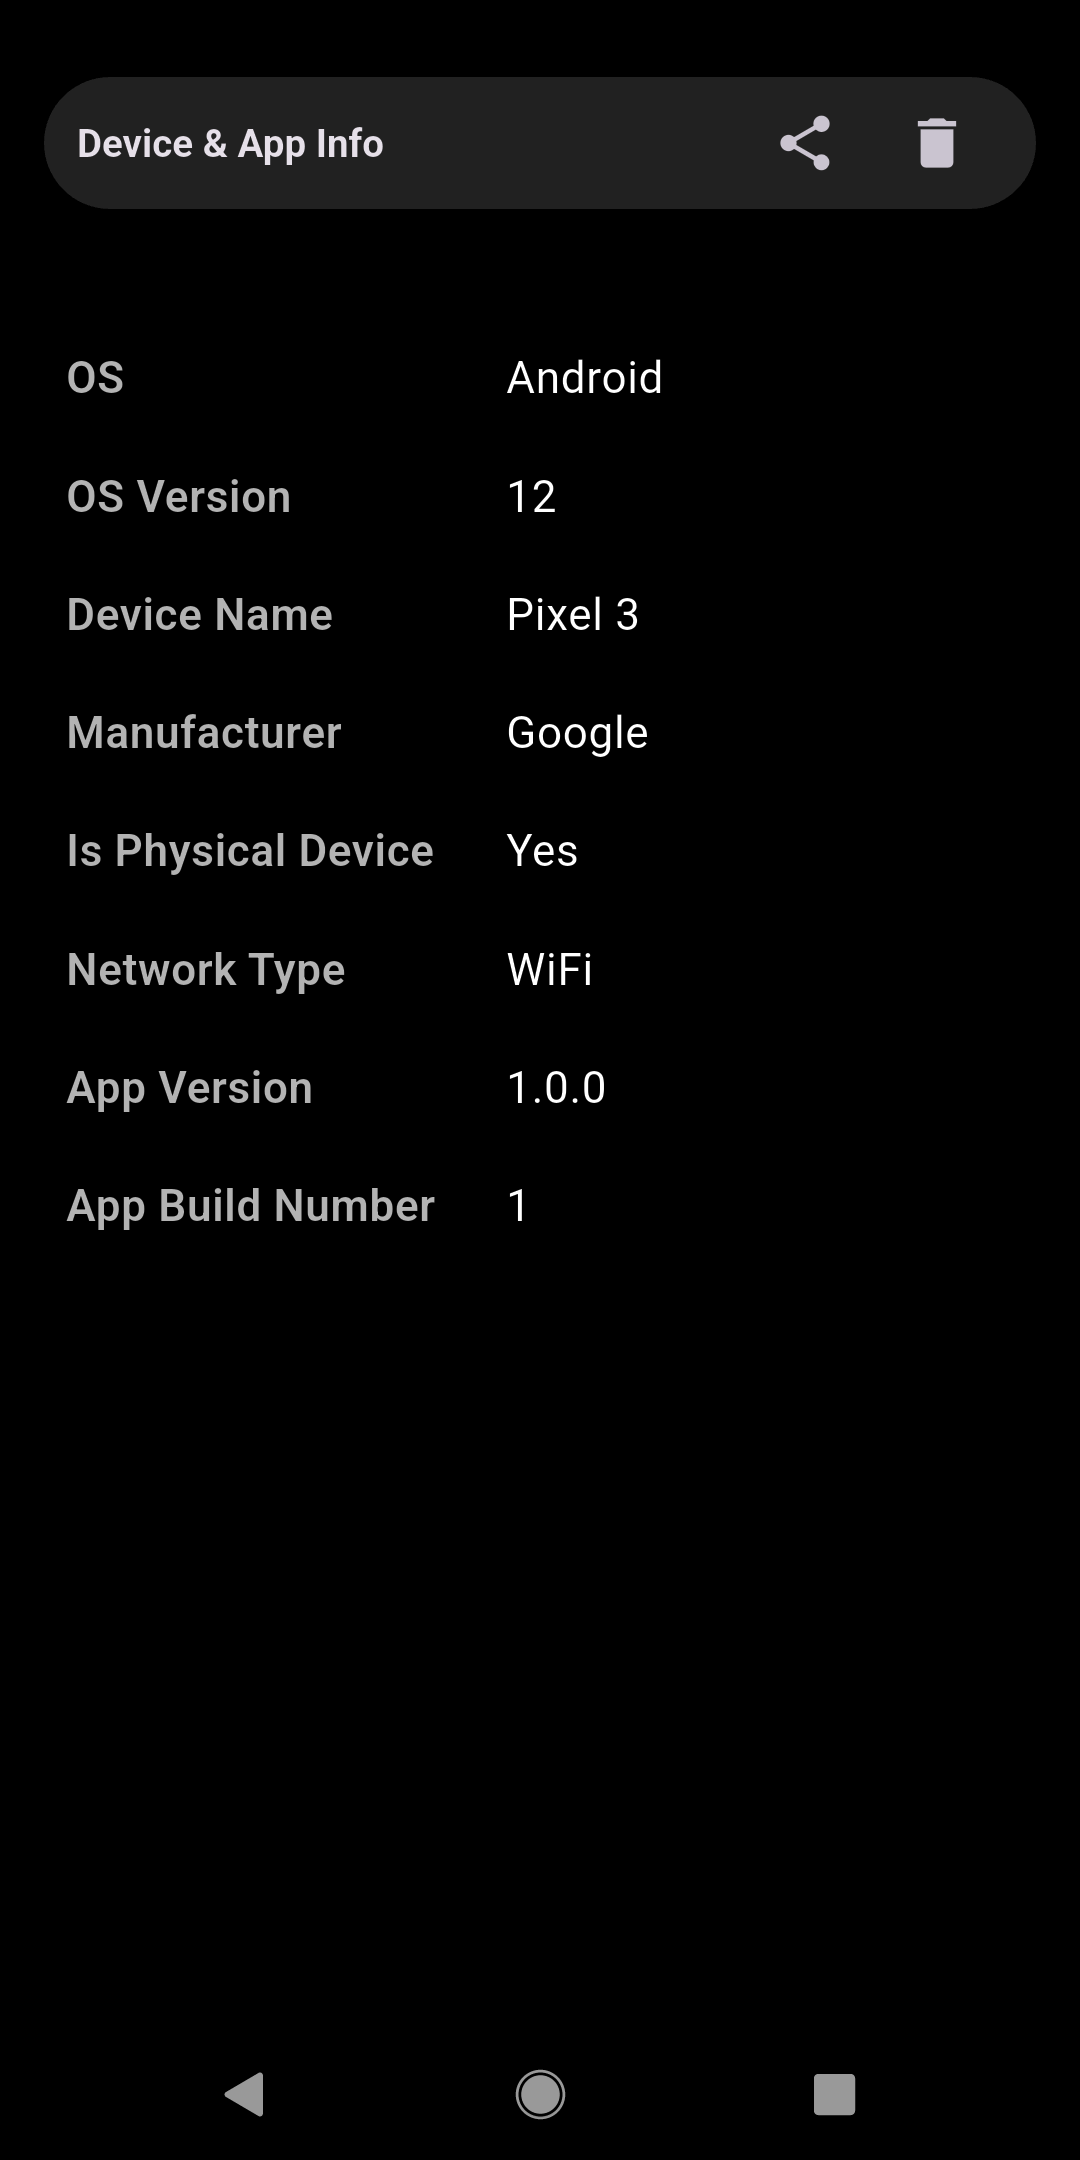 Device & App Info
OS Android
OS Version 12
Device Name Pixel 3
Manufacturer Google
Is Physical Device Yes
Network Type WiFi
App Version 1.0.0
App Build Number 1